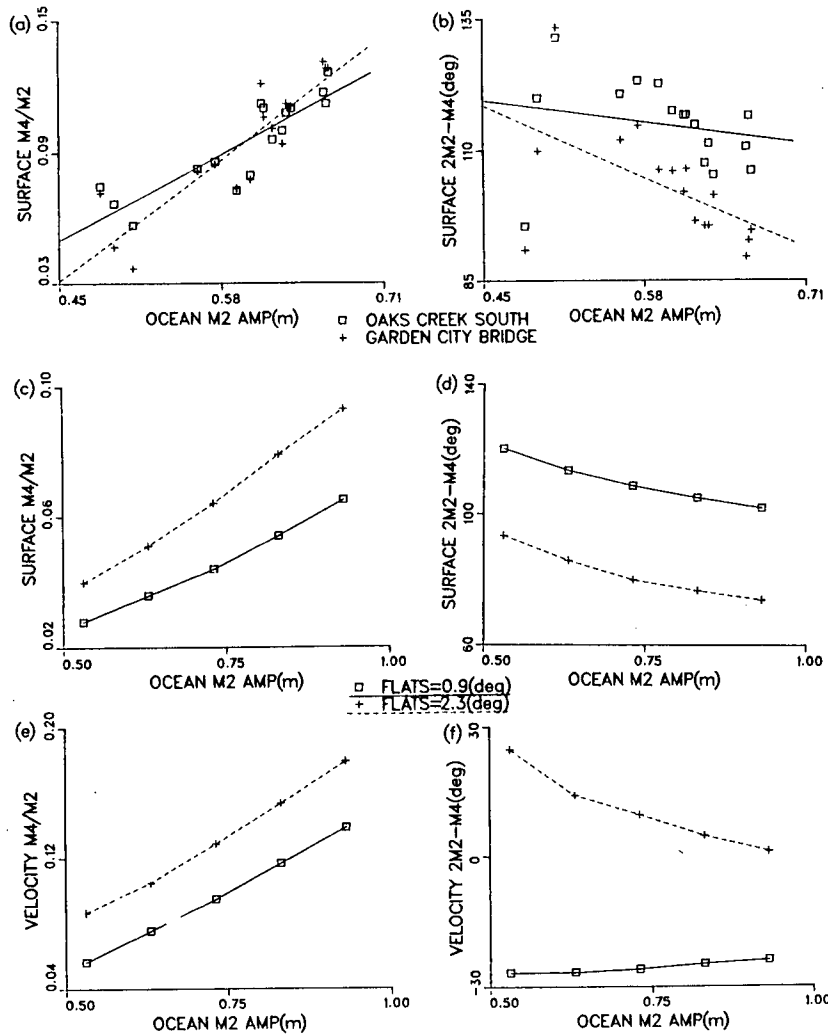 (a)
0.15
0.09
0.03
SURFACE M4/M2
0.45
0.58
0.71
OCEAN M2 AMP(m)
(b)
135
110
85
SURFACE 2M2-M4(deg)
0.45
0.58
0.71
OCEAN M2 AMP(m)
OAKS CREEK SOUTH
+ GARDEN CITY BRIDGE
(c)
0.10
0.06
0.02
SURFACE M4/M2
0.50
0.75
1.00
OCEAN M2 AMP(m)
(d)
140
100
60
SURFACE 2M2-M4(deg)
0.50
0.75
1.00
OCEAN M2 AMP(m)
FLATS=0.9(deg)
+ FLATS=2.3(deg)
(e)
0.20
0.12
0.04
VELOCITY M4/M2
0.50
0.75
1.00
OCEAN M2 AMP(m)
(f)
30
0
-30
VELOCITY 2M2-M4(deg)
0.50
0.75
1.00
OCEAN M2 AMP(m)